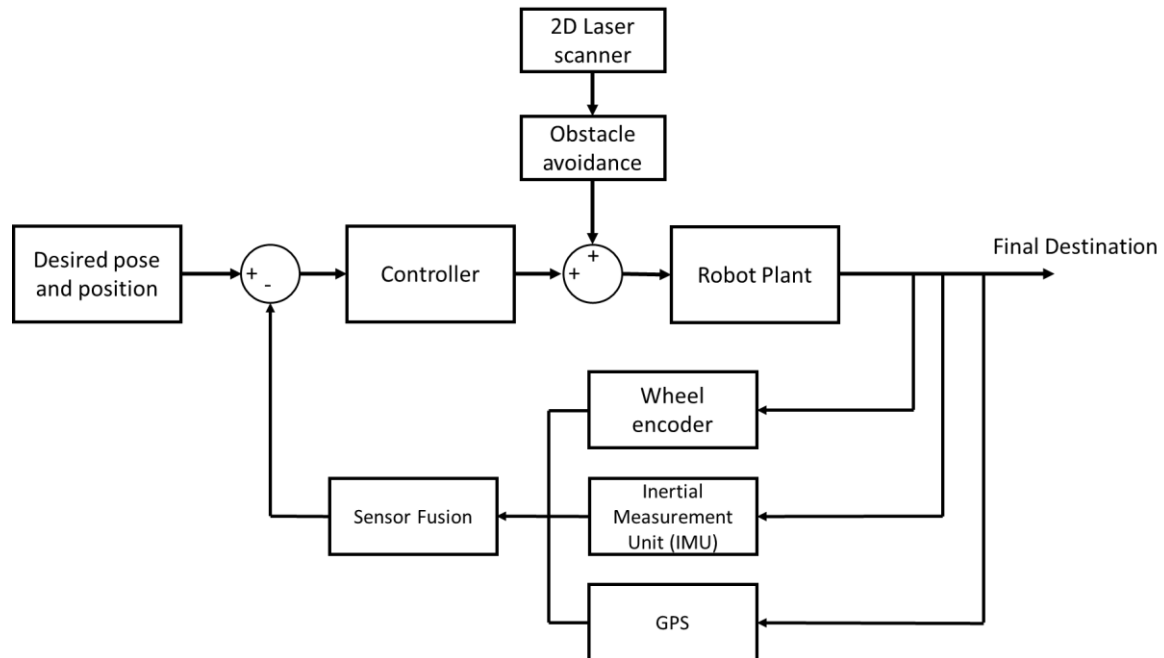 2D Laser
scanner
Obstacle
avoidance
Desired pose
and position
+
-
Controller
+
+
Robot Plant
Final Destination
Wheel
encoder
Sensor Fusion
Inertial
Measurement
Unit (IMU)
GPS